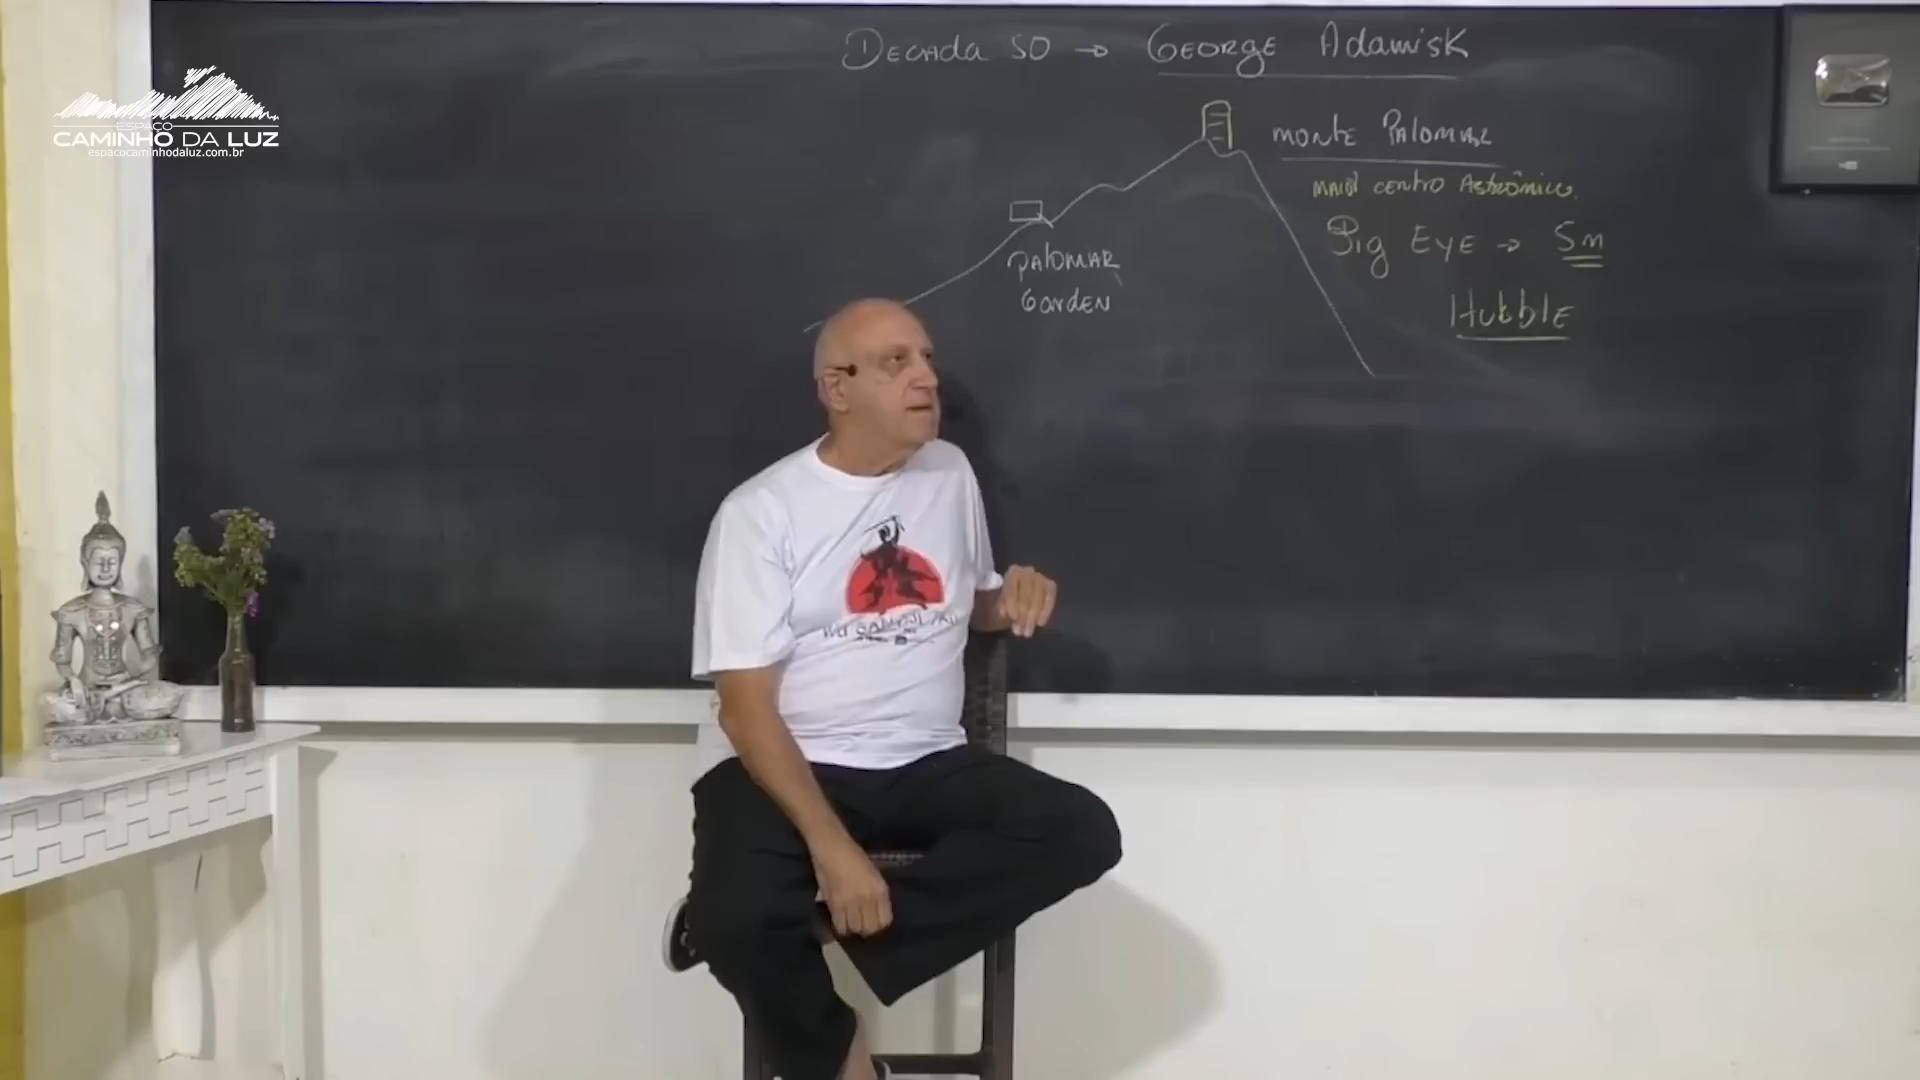 Decada 50 → George Adamisk
ESPAÇO
CAMINHO DA LUZ
espacocaminhodaluz.com.br
monte Palomar
maior centro Astrômico.
Big Eye → 5m
Palomar
Garden
Hubble